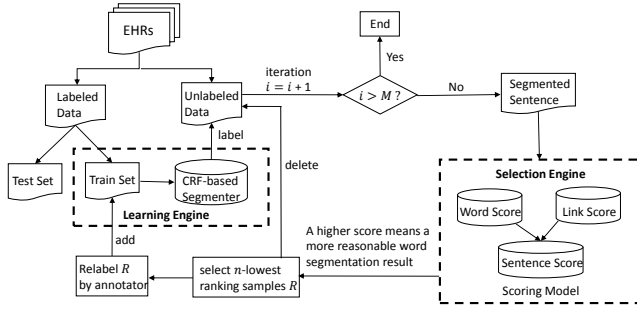 EHRs
End
Yes
iteration
i = i + 1
Labeled
Data
Unlabeled
Data
i > M ?
No
Segmented
Sentence
label
delete
Test Set
Train Set
CRF-based
Segmenter
Learning Engine
Selection Engine
Word Score
Link Score
Sentence Score
Scoring Model
A higher score means a
more reasonable word
segmentation result
add
Relabel R
by annotator
select n-lowest
ranking samples R